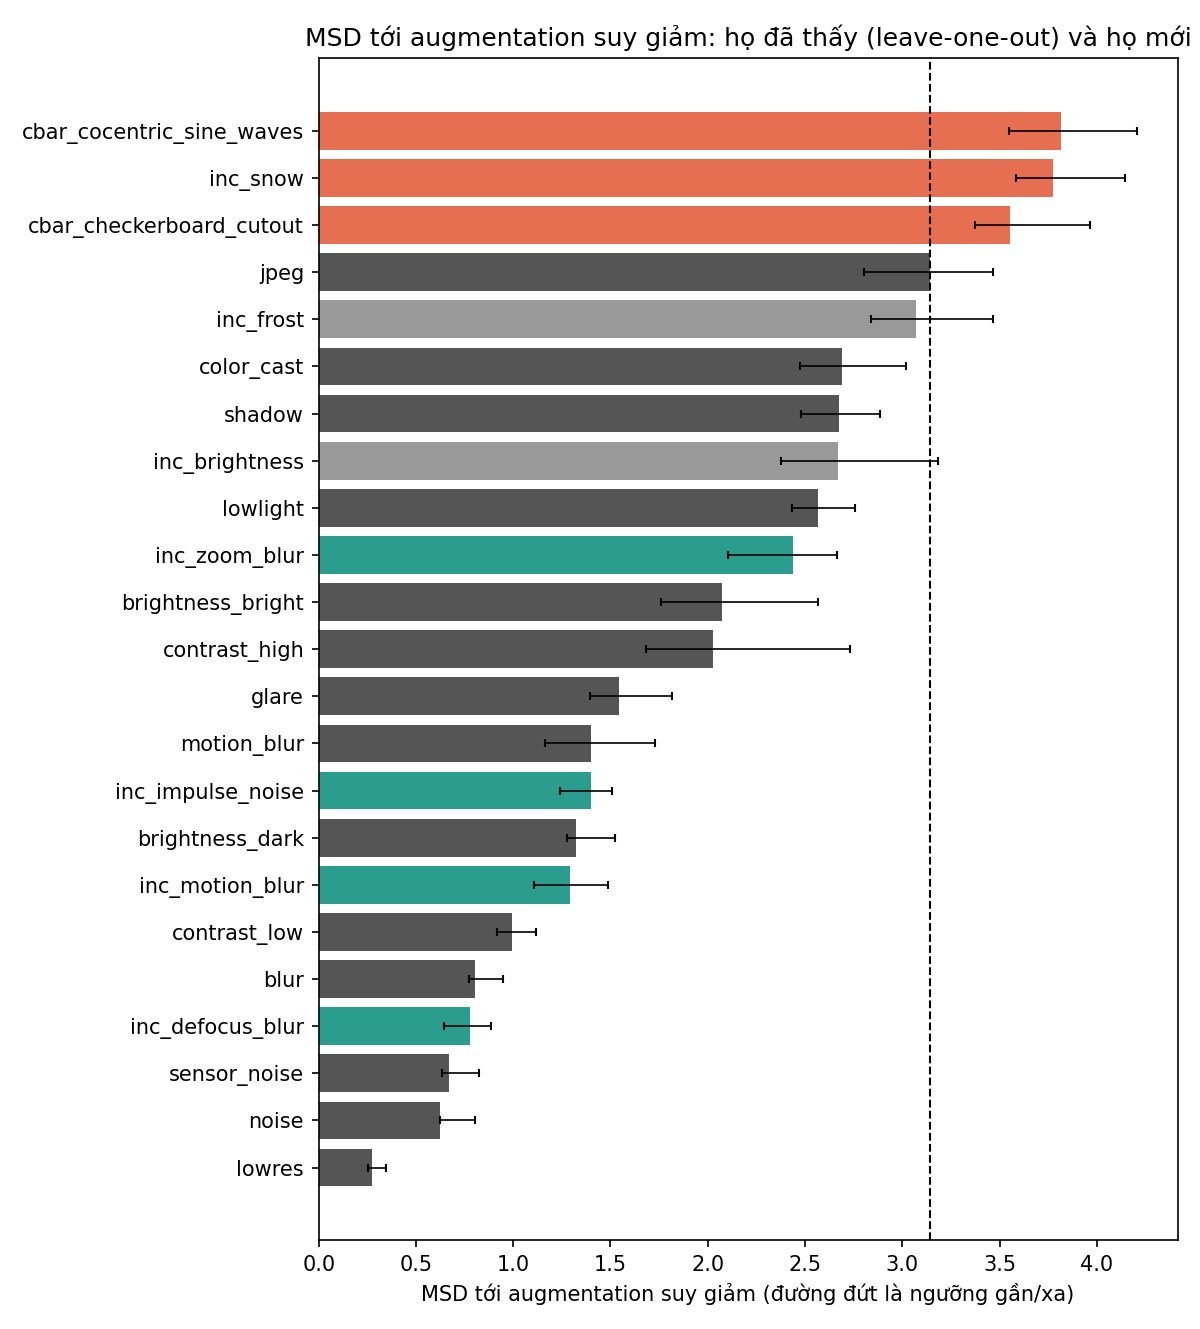 MSD tới augmentation suy giảm: họ đã thấy (leave-one-out) và họ mới
cbar_cocentric_sine_waves
inc_snow
cbar_checkerboard_cutout
jpeg
inc_frost
color_cast
shadow
inc_brightness
lowlight
inc_zoom_blur
brightness_bright
contrast_high
glare
motion_blur
inc_impulse_noise
brightness_dark
inc_motion_blur
contrast_low
blur
inc_defocus_blur
sensor_noise
noise
lowres
0.0 0.5 1.0 1.5 2.0 2.5 3.0 3.5 4.0
MSD tới augmentation suy giảm (đường đứt là ngưỡng gần/xa)